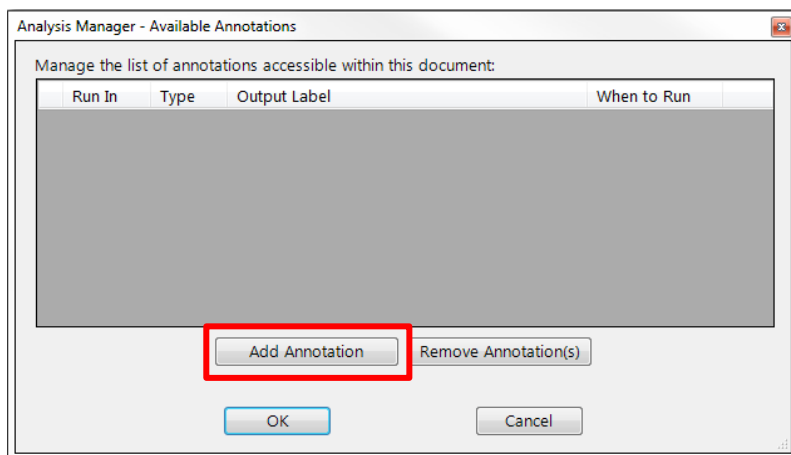 Analysis Manager - Available Annotations
Manage the list of annotations accessible within this document:
Run In Type Output Label When to Run
Add Annotation Remove Annotation(s)
OK Cancel